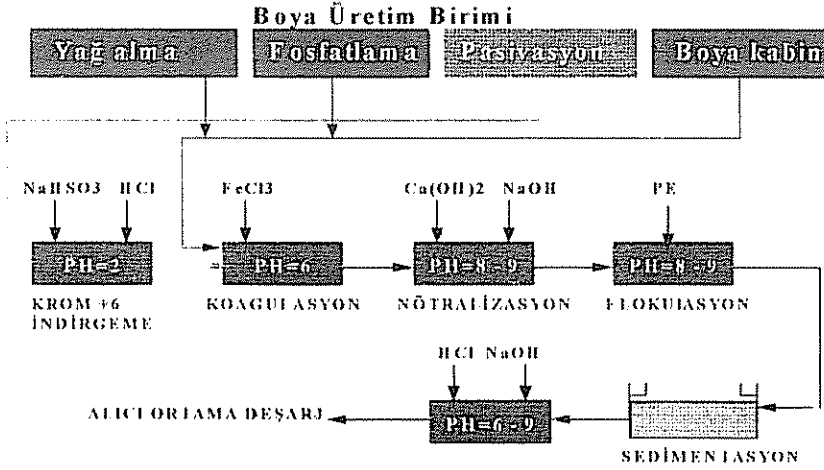 Boya Üretim Birimi
Yağ alma Fosfatlama Pasivasyon Boya kabin
NaHSO3 HCl FeCl3 Ca(OH)2 NaOH PE
PH=2 PH=6 PH=8-9 PH=8-9
KROM +6 KOAGULASYON NÖTRALİZASYON FLOKULASYON
İNDİRGEME
HCl NaOH
ALICI ORTAMA DEŞARJ PH=6-9
SEDİMENTASYON